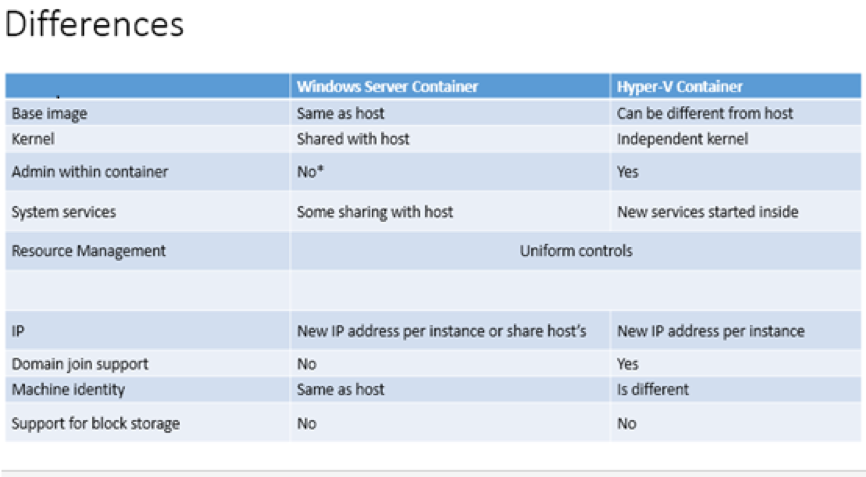 Differences
Windows Server Container Hyper-V Container
Base image Same as host Can be different from host
Kernel Shared with host Independent kernel
Admin within container No* Yes
System services Some sharing with host New services started inside
Resource Management Uniform controls
IP New IP address per instance or share host's New IP address per instance
Domain join support No Yes
Machine identity Same as host Is different
Support for block storage No No